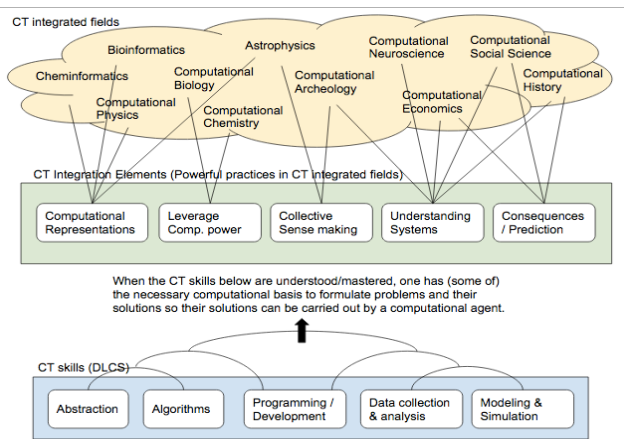 CT integrated fields
Bioinformatics
Astrophysics
Computational
Neuroscience
Computational
Social Science
Cheminformatics
Computational
Biology
Computational
Archeology
Computational
History
Computational
Physics
Computational
Chemistry
Computational
Economics
CT Integration Elements (Powerful practices in CT integrated fields)
Computational
Representations
Leverage
Comp. power
Collective
Sense making
Understanding
Systems
Consequences
/ Prediction
When the CT skills below are understood/mastered, one has (some of)
the necessary computational basis to formulate problems and their
solutions so their solutions can be carried out by a computational agent.
CT skills (DLCS)
Abstraction
Algorithms
Programming /
Development
Data collection
& analysis
Modeling &
Simulation